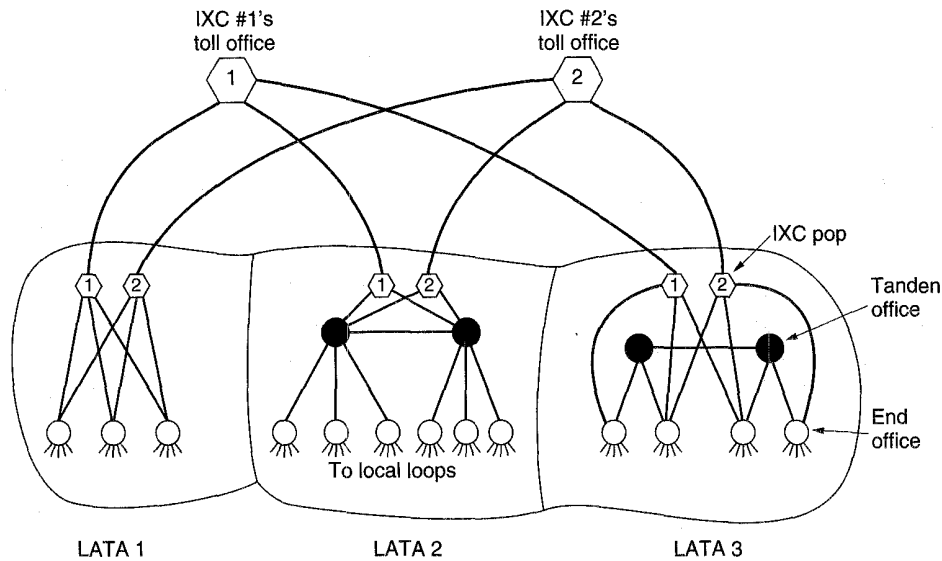 IXC #1's
toll office
IXC #2's
toll office
1
2
1
2
1
2
1
2
IXC pop
Tanden
office
End
office
To local loops
LATA 1
LATA 2
LATA 3